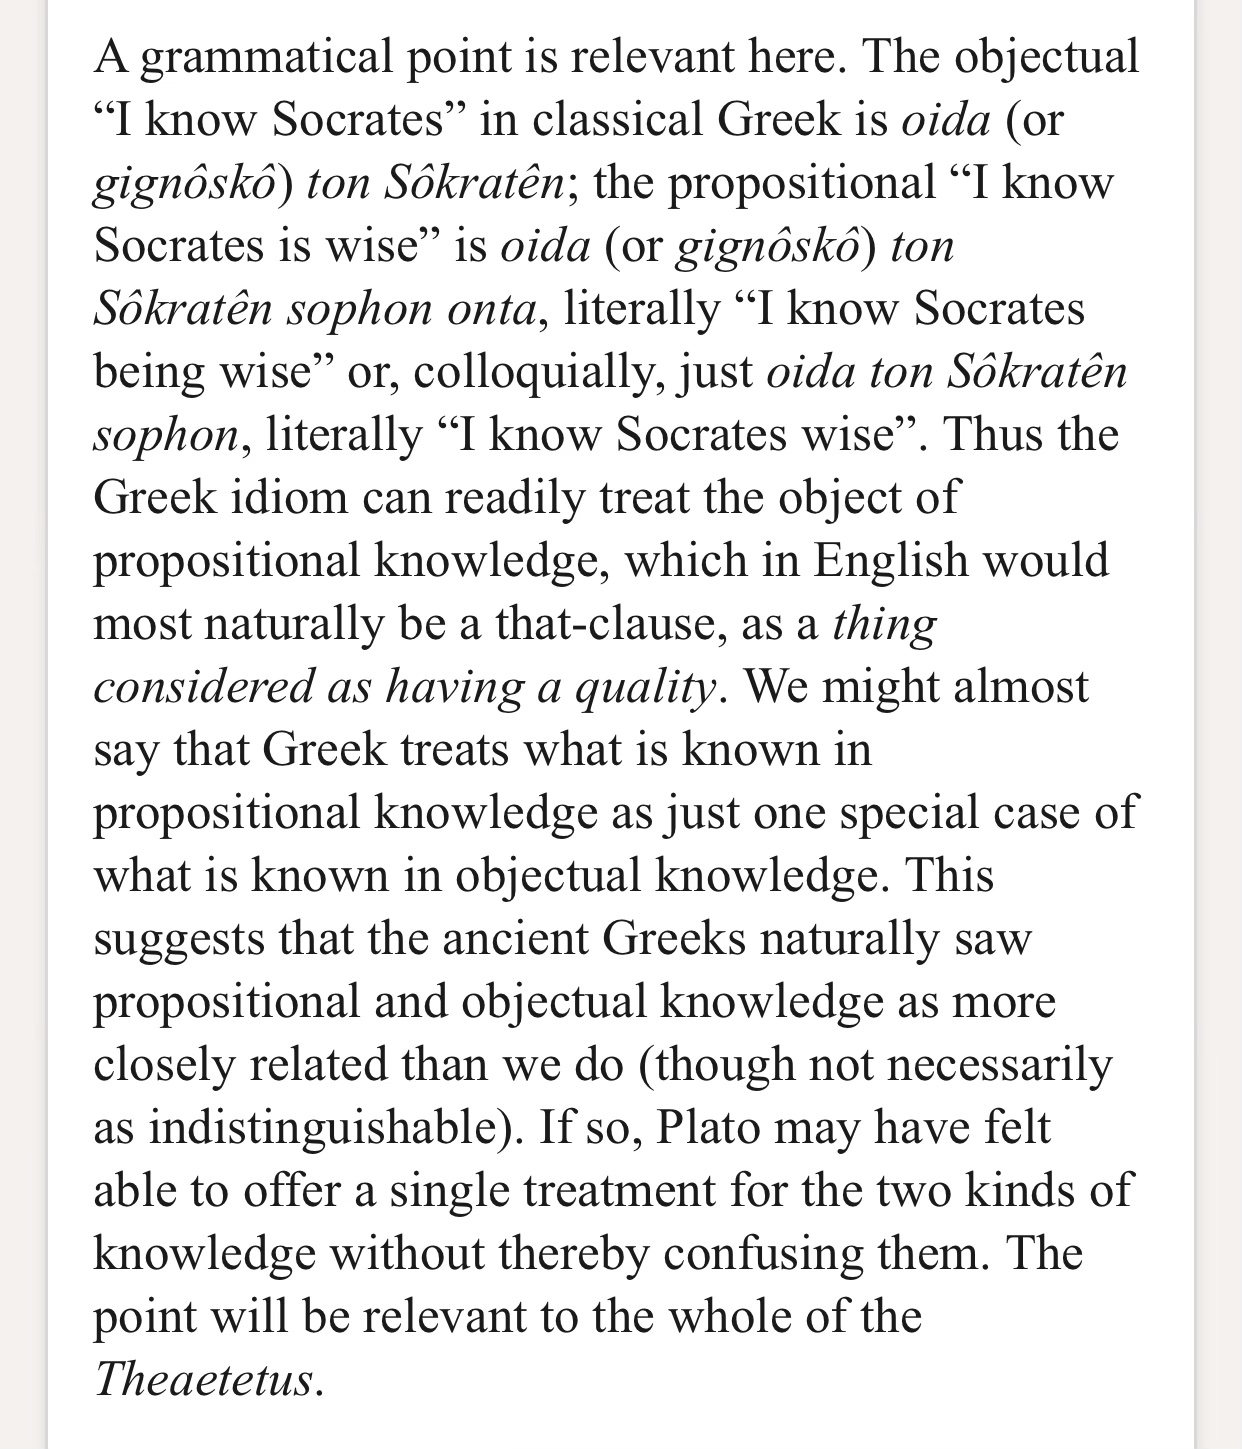 A grammatical point is relevant here. The objectual
“I know Socrates” in classical Greek is oida (or
gignôskô) ton Sôkratên; the propositional “I know
Socrates is wise” is oida (or gignôskô) ton
Sôkratên sophon onta, literally “I know Socrates
being wise” or, colloquially, just oida ton Sôkratên
sophon, literally “I know Socrates wise”. Thus the
Greek idiom can readily treat the object of
propositional knowledge, which in English would
most naturally be a that-clause, as a thing
considered as having a quality. We might almost
say that Greek treats what is known in
propositional knowledge as just one special case of
what is known in objectual knowledge. This
suggests that the ancient Greeks naturally saw
propositional and objectual knowledge as more
closely related than we do (though not necessarily
as indistinguishable). If so, Plato may have felt
able to offer a single treatment for the two kinds of
knowledge without thereby confusing them. The
point will be relevant to the whole of the
Theaetetus.